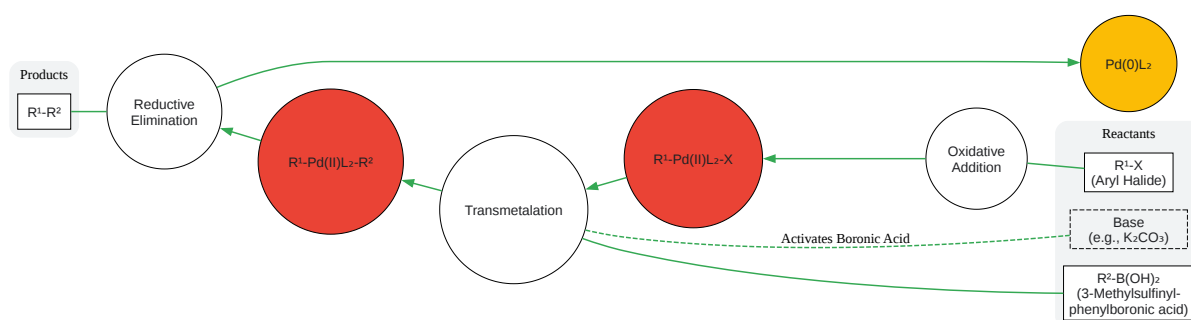 Products
R¹-R²
Reductive
Elimination
R¹-Pd(II)L₂-R²
Transmetalation
R¹-Pd(II)L₂-X
Activates Boronic Acid
Oxidative
Addition
Pd(0)L₂
Reactants
R¹-X
(Aryl Halide)
Base
(e.g., K₂CO₃)
R²-B(OH)₂
(3-Methylsulfinyl-
phenylboronic acid)